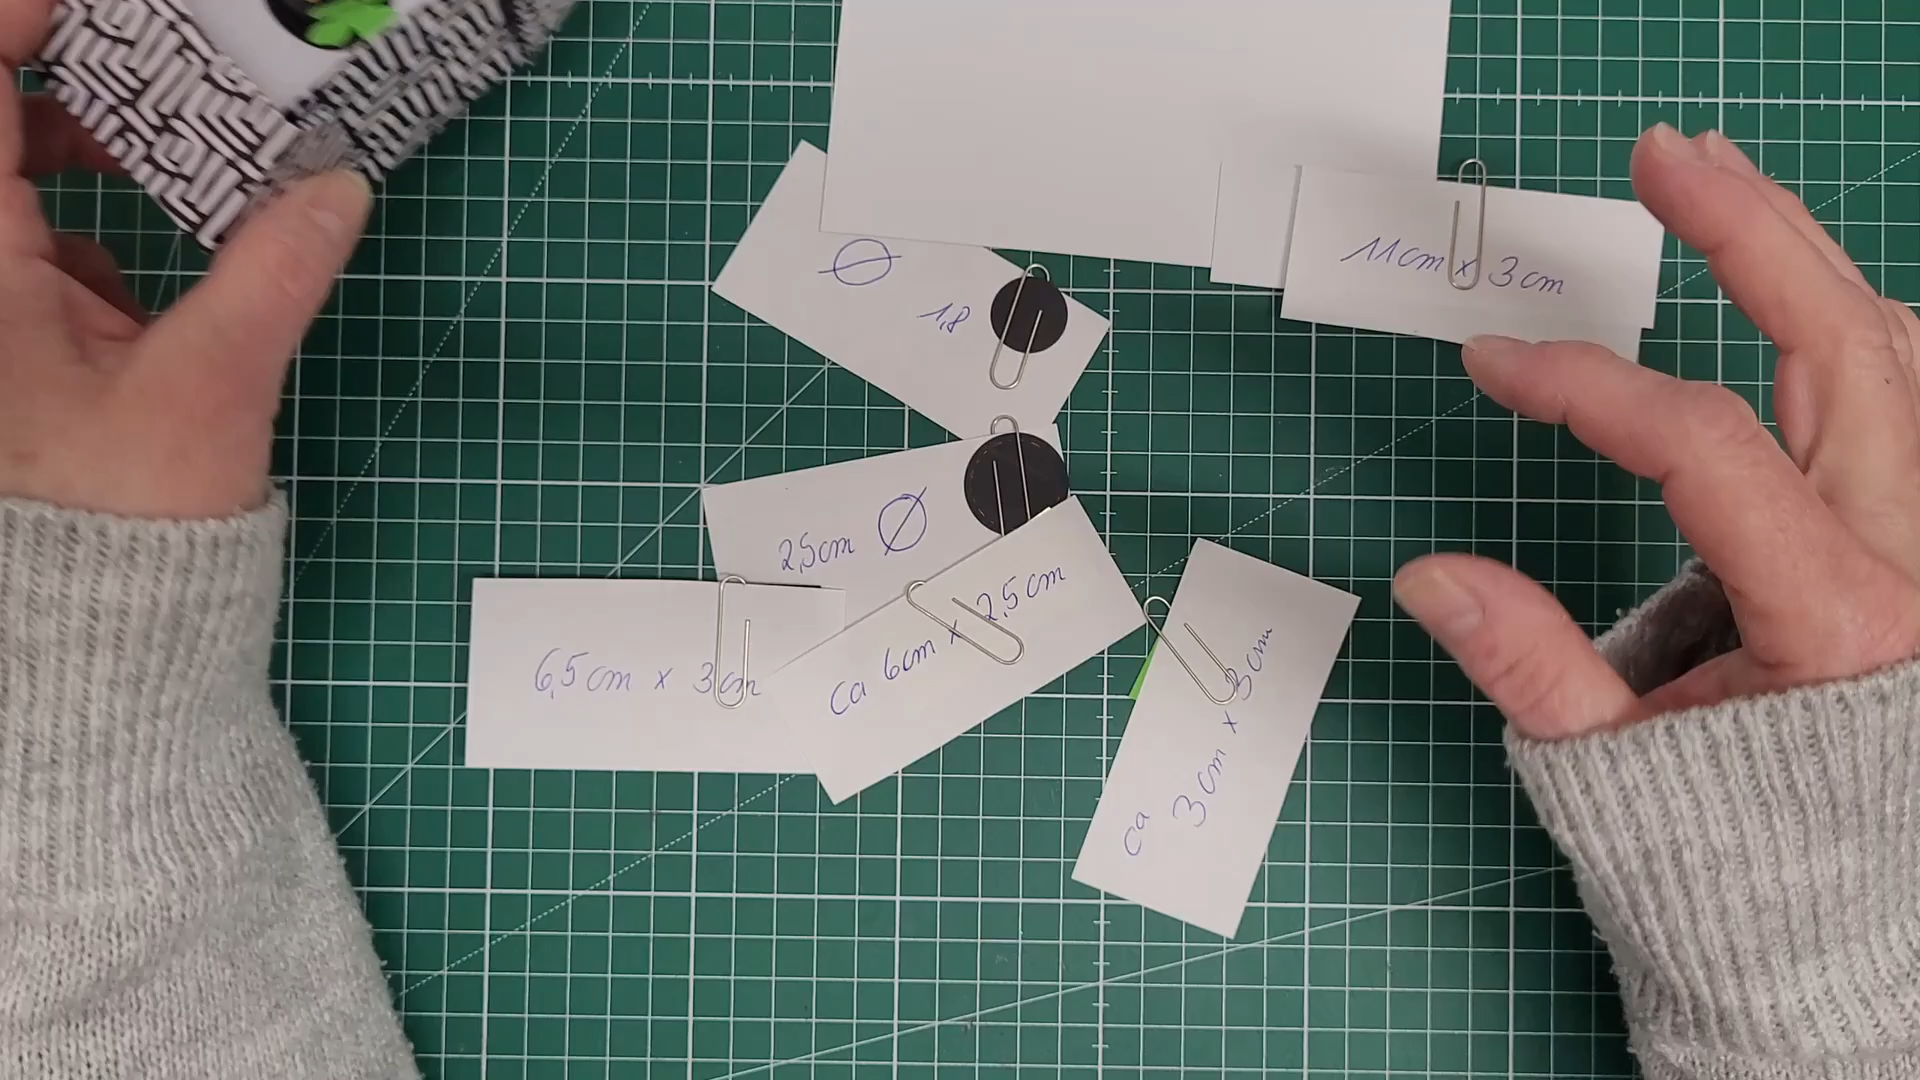 11cm x 3cm
Ø
1,8
2,5cm Ø
ca 6cm x 2,5cm
6,5cm x 3cm
ca 3cm x 3cm